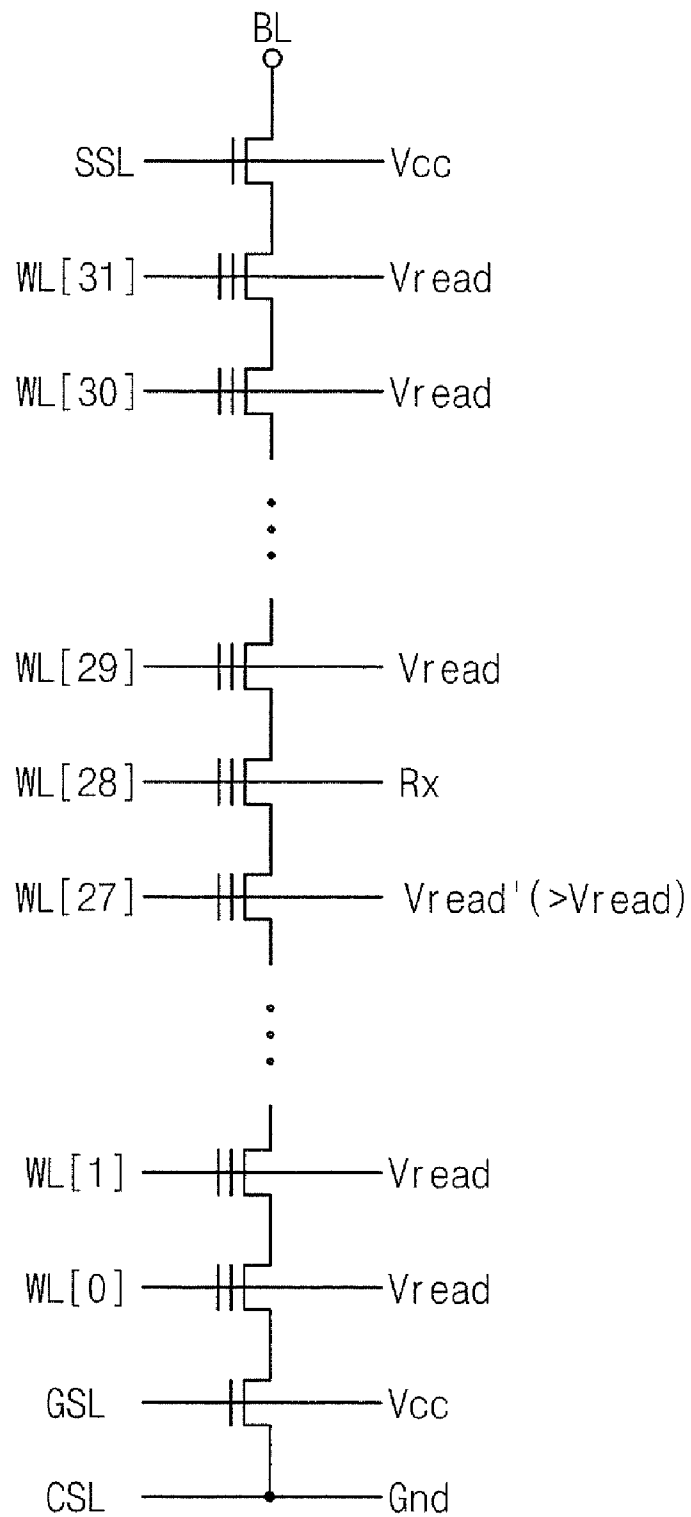 BL
SSL Vcc
WL[31] Vread
WL[30] Vread
WL[29] Vread
WL[28] Rx
WL[27] Vread'(>Vread)
WL[1] Vread
WL[0] Vread
GSL Vcc
CSL Gnd